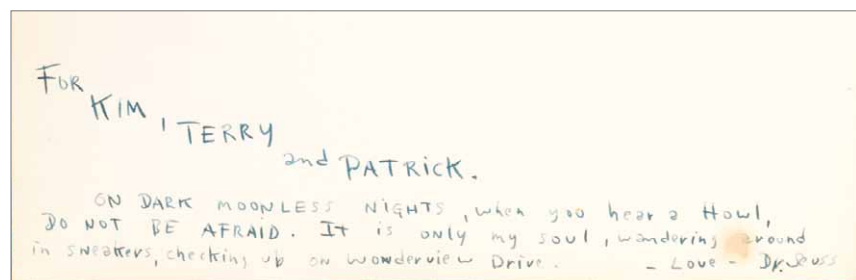 FOR
KIM,
TERRY
and PATRICK.
ON DARK MOONLESS NIGHTS, when you hear a Howl,
DO NOT BE AFRAID. It is only my soul, wandering around
in sneakers, checking up on Wonderview Drive. - Love - Dr. Seuss